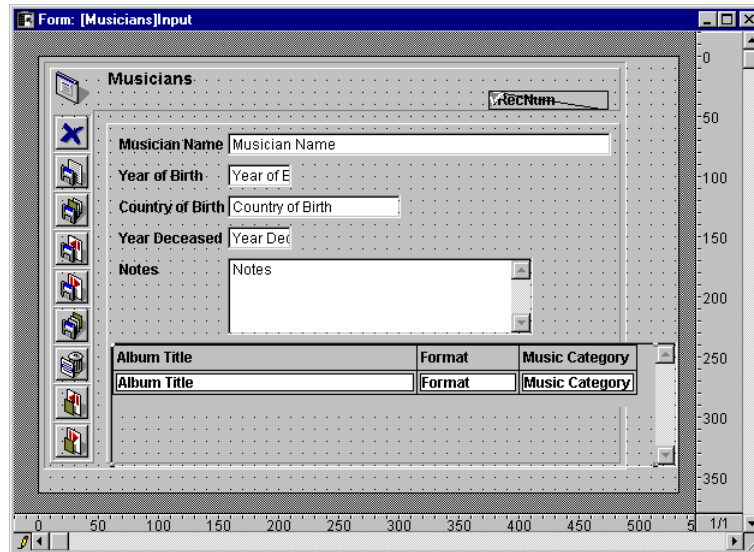 Form: [Musicians]Input
Musicians
vRecNum
Musician Name Musician Name
Year of Birth Year of B
Country of Birth Country of Birth
Year Deceased Year Dec
Notes Notes
Album Title Format Music Category
Album Title Format Music Category
0
50
100
150
200
250
300
350
0 50 100 150 200 250 300 350 400 450 500 5 1/1